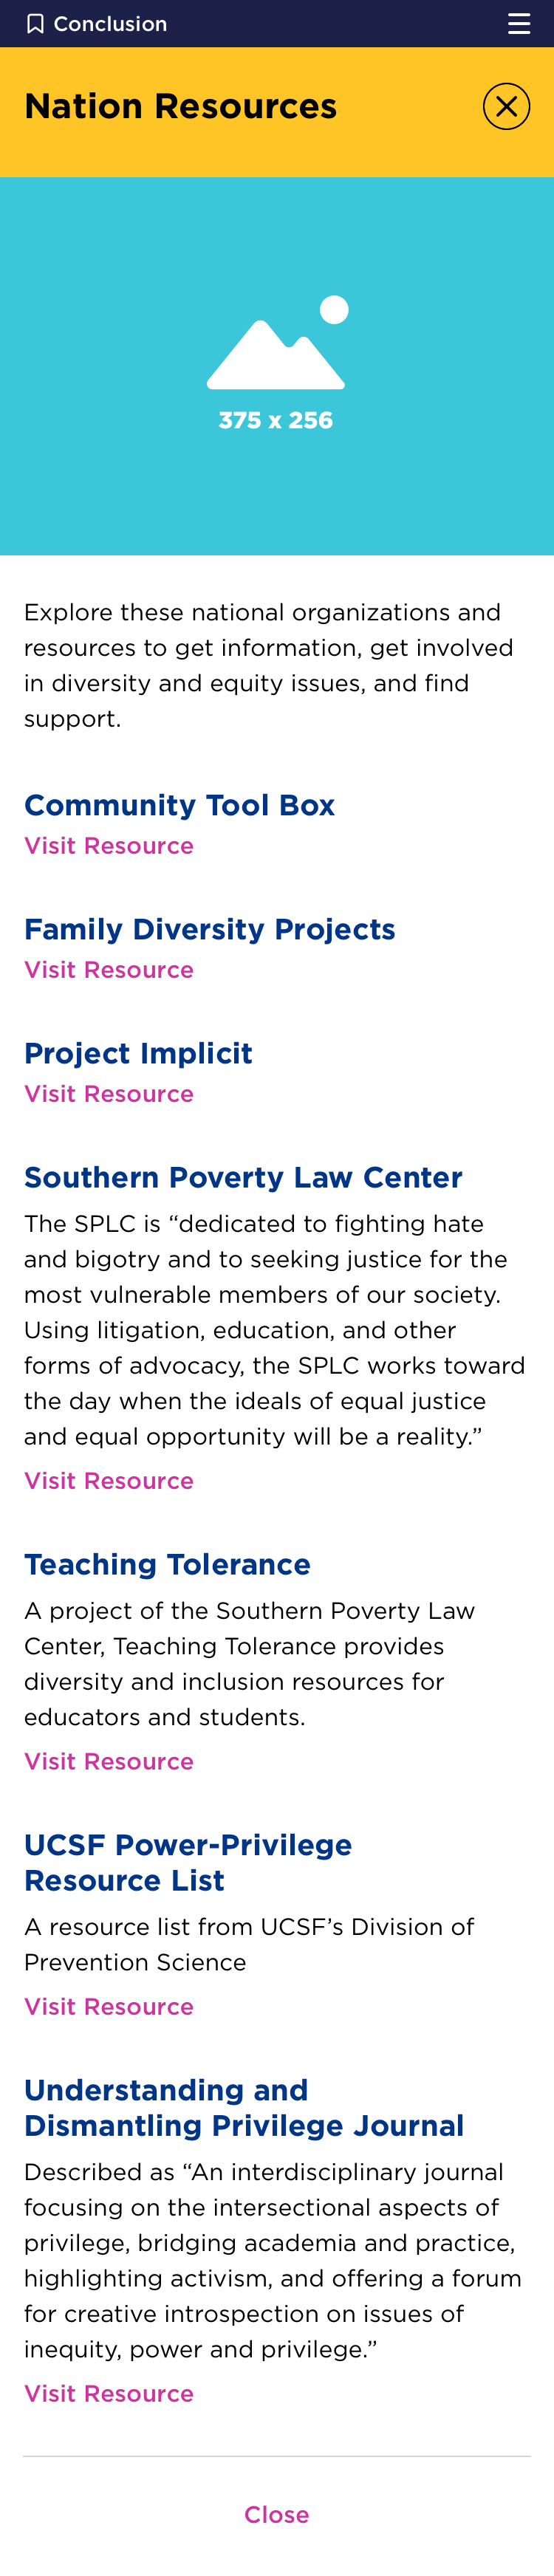 Conclusion
Nation Resources
375 x 256
Explore these national organizations and
resources to get information, get involved
in diversity and equity issues, and find
support.
Community Tool Box
Visit Resource
Family Diversity Projects
Visit Resource
Project Implicit
Visit Resource
Southern Poverty Law Center
The SPLC is “dedicated to fighting hate
and bigotry and to seeking justice for the
most vulnerable members of our society.
Using litigation, education, and other
forms of advocacy, the SPLC works toward
the day when the ideals of equal justice
and equal opportunity will be a reality.”
Visit Resource
Teaching Tolerance
A project of the Southern Poverty Law
Center, Teaching Tolerance provides
diversity and inclusion resources for
educators and students.
Visit Resource
UCSF Power-Privilege
Resource List
A resource list from UCSF’s Division of
Prevention Science
Visit Resource
Understanding and
Dismantling Privilege Journal
Described as “An interdisciplinary journal
focusing on the intersectional aspects of
privilege, bridging academia and practice,
highlighting activism, and offering a forum
for creative introspection on issues of
inequity, power and privilege.”
Visit Resource
Close